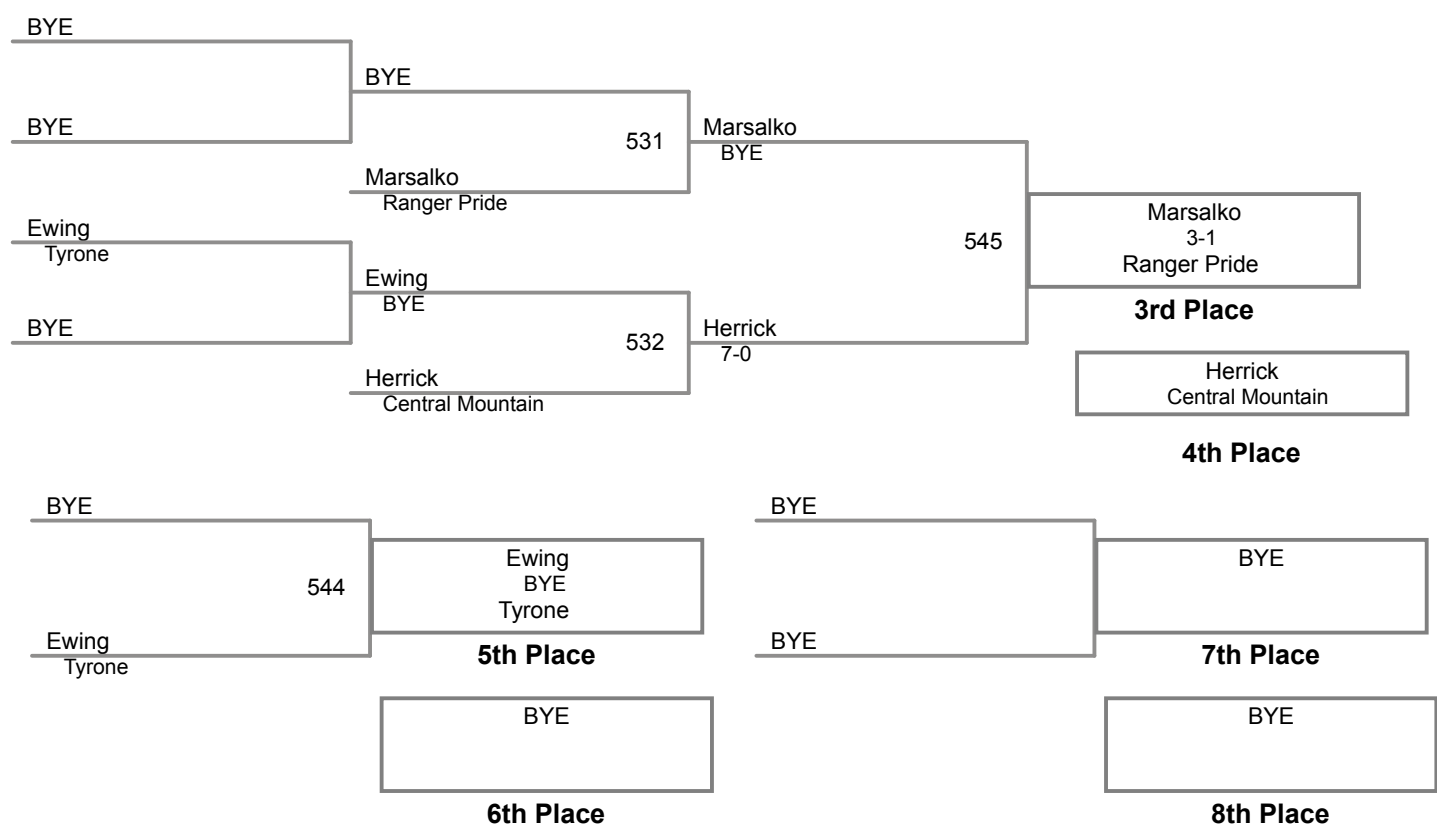 BYE
BYE
BYE
531
Marsalko
BYE
Marsalko
Ranger Pride
Ewing
Tyrone
545
Marsalko
3-1
Ranger Pride
3rd Place
Ewing
BYE
BYE
532
Herrick
7-0
Herrick
Central Mountain
Herrick
Central Mountain
4th Place
BYE
544
Ewing
BYE
Tyrone
Ewing
Tyrone
5th Place
BYE
6th Place
BYE
BYE
BYE
7th Place
BYE
8th Place